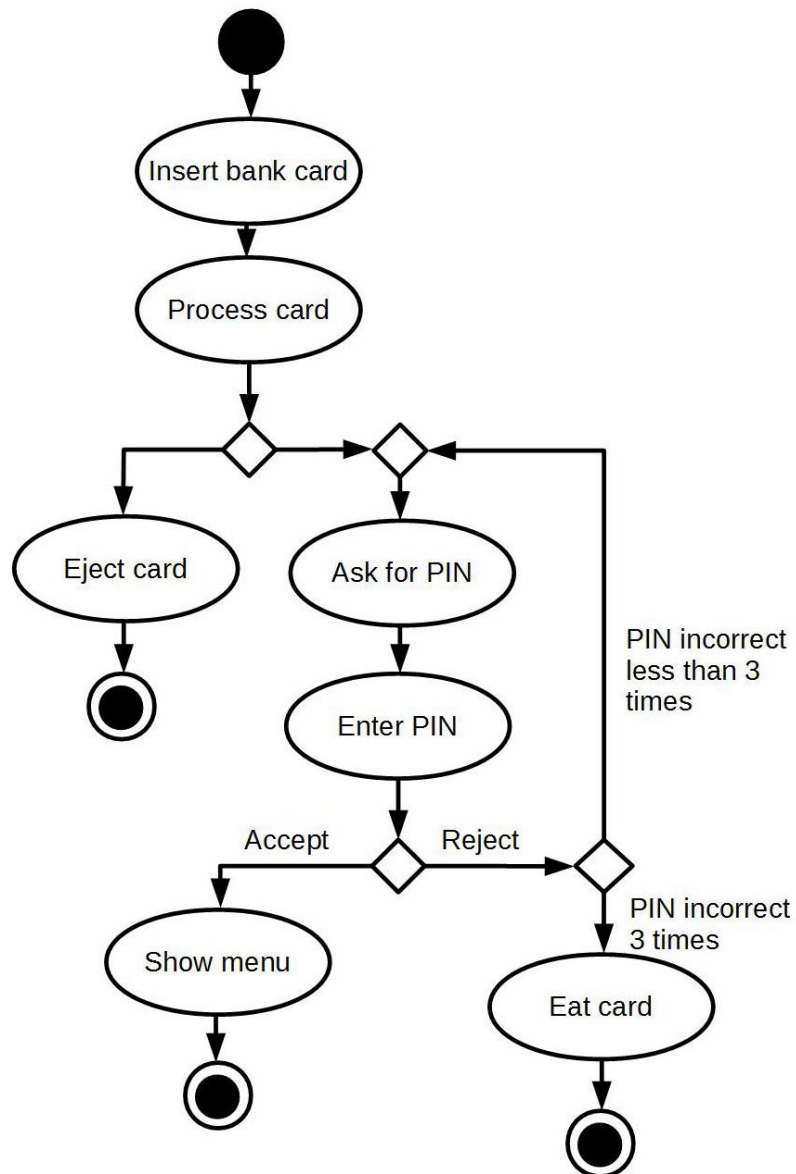 Insert bank card
Process card
Eject card
Ask for PIN
PIN incorrect
less than 3
times
Enter PIN
Accept
Reject
PIN incorrect
3 times
Show menu
Eat card